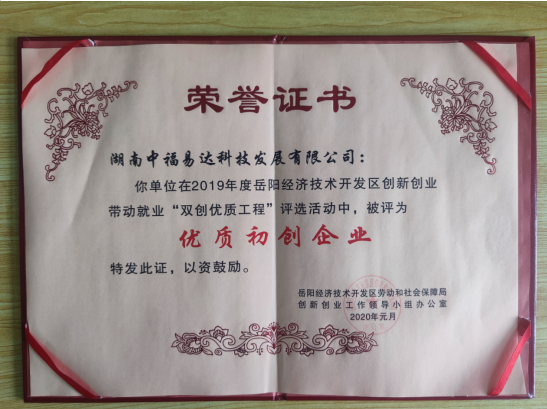 荣誉证书
湖南中福易达科技发展有限公司：
你单位在2019年度岳阳经济技术开发区创新创业
带动就业“双创优质工程”评选活动中，被评为
优质初创企业
特发此证，以资鼓励。
岳阳经济技术开发区劳动和社会保障局
创新创业工作领导小组办公室
2020年元月